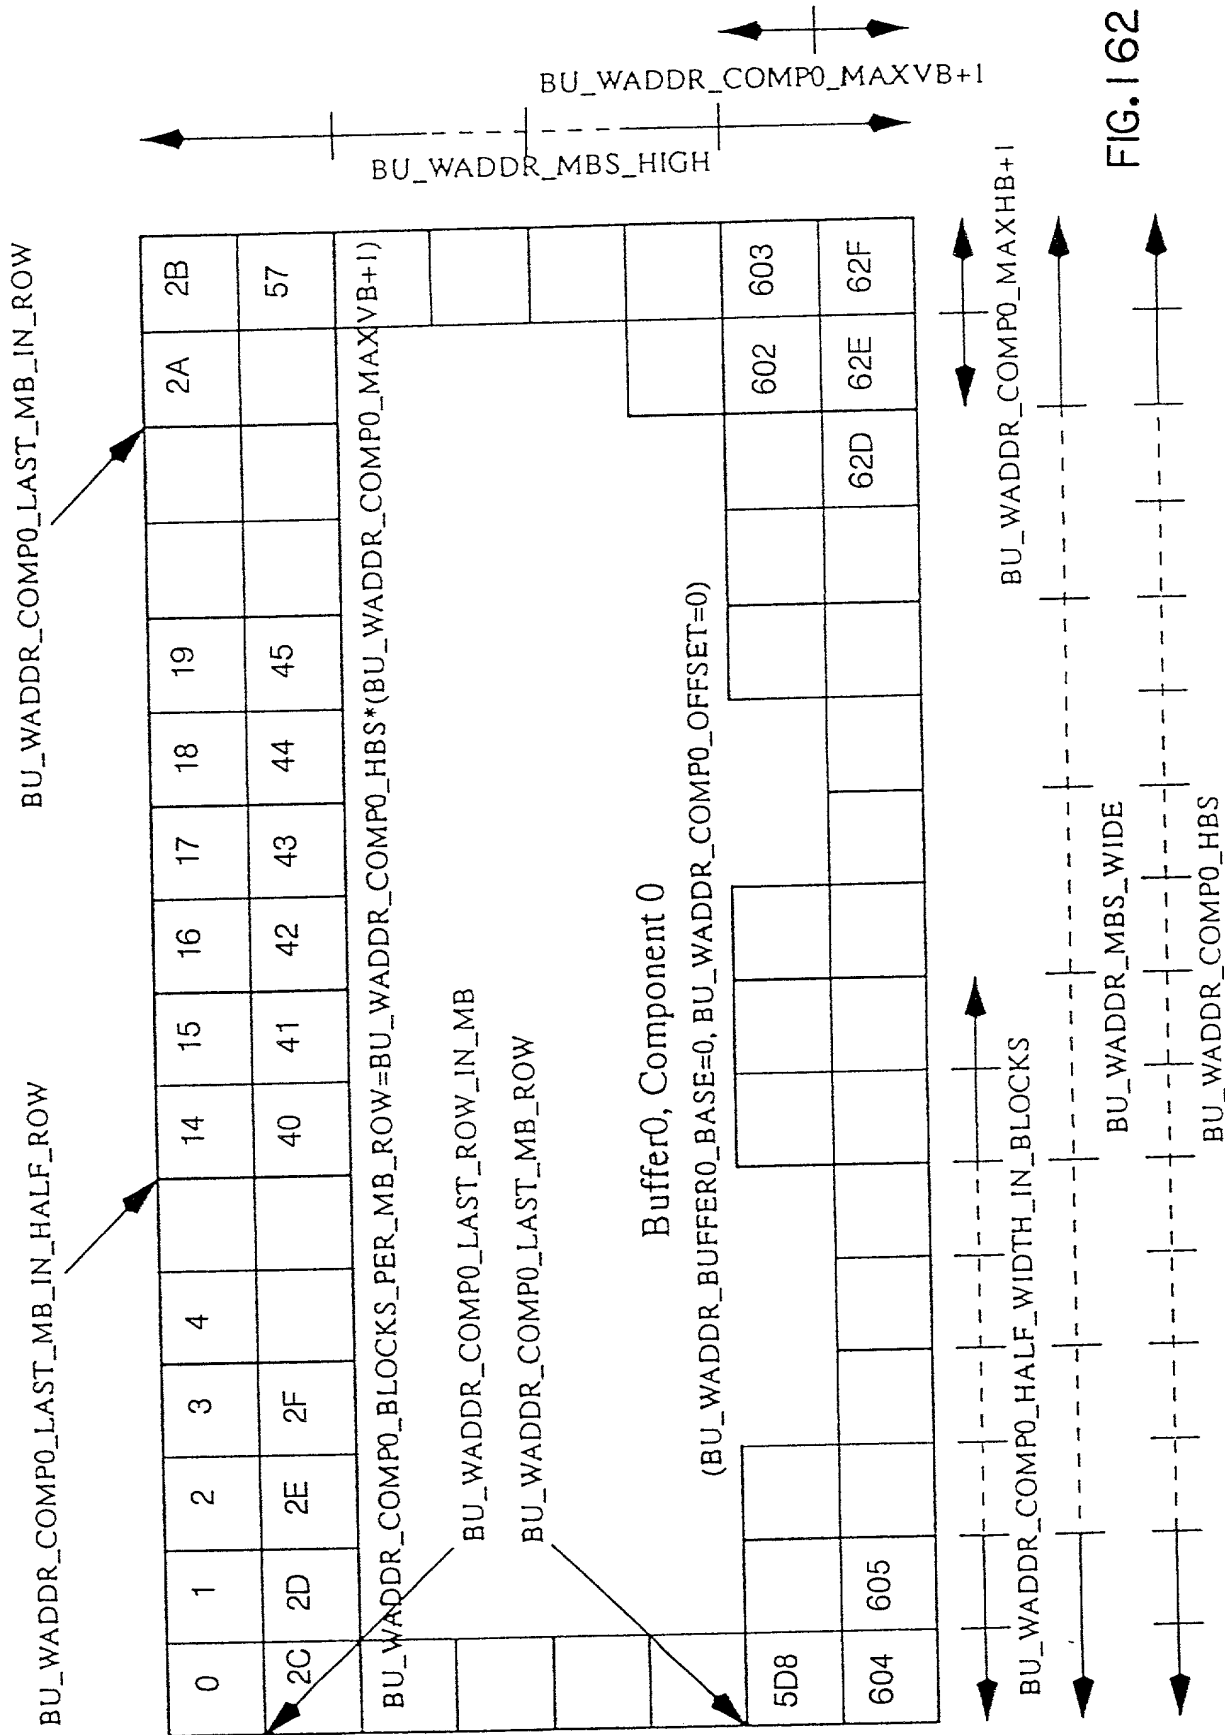 BU_WADDR_COMP0_LAST_MB_IN_HALF_ROW
BU_WADDR_COMP0_LAST_MB_IN_ROW
0 1 2 3 4 14 15 16 17 18 19 2A 2B
2C 2D 2E 2F 40 41 42 43 44 45 57
BU_WADDR_COMP0_BLOCKS_PER_MB_ROW=BU_WADDR_COMP0_HBS*(BU_WADDR_COMP0_MAXVB+1)
BU_WADDR_MBS_HIGH
BU_WADDR_COMP0_LAST_ROW_IN_MB
BU_WADDR_COMP0_LAST_MB_ROW
BU_WADDR_COMP0_MAXVB+1
Buffer0, Component 0
(BU_WADDR_BUFFER0_BASE=0, BU_WADDR_COMP0_OFFSET=0)
5D8 602 603
604 605 62D 62E 62F
BU_WADDR_COMP0_HALF_WIDTH_IN_BLOCKS
BU_WADDR_COMP0_MAXHB+1
BU_WADDR_MBS_WIDE
BU_WADDR_COMP0_HBS
FIG.162